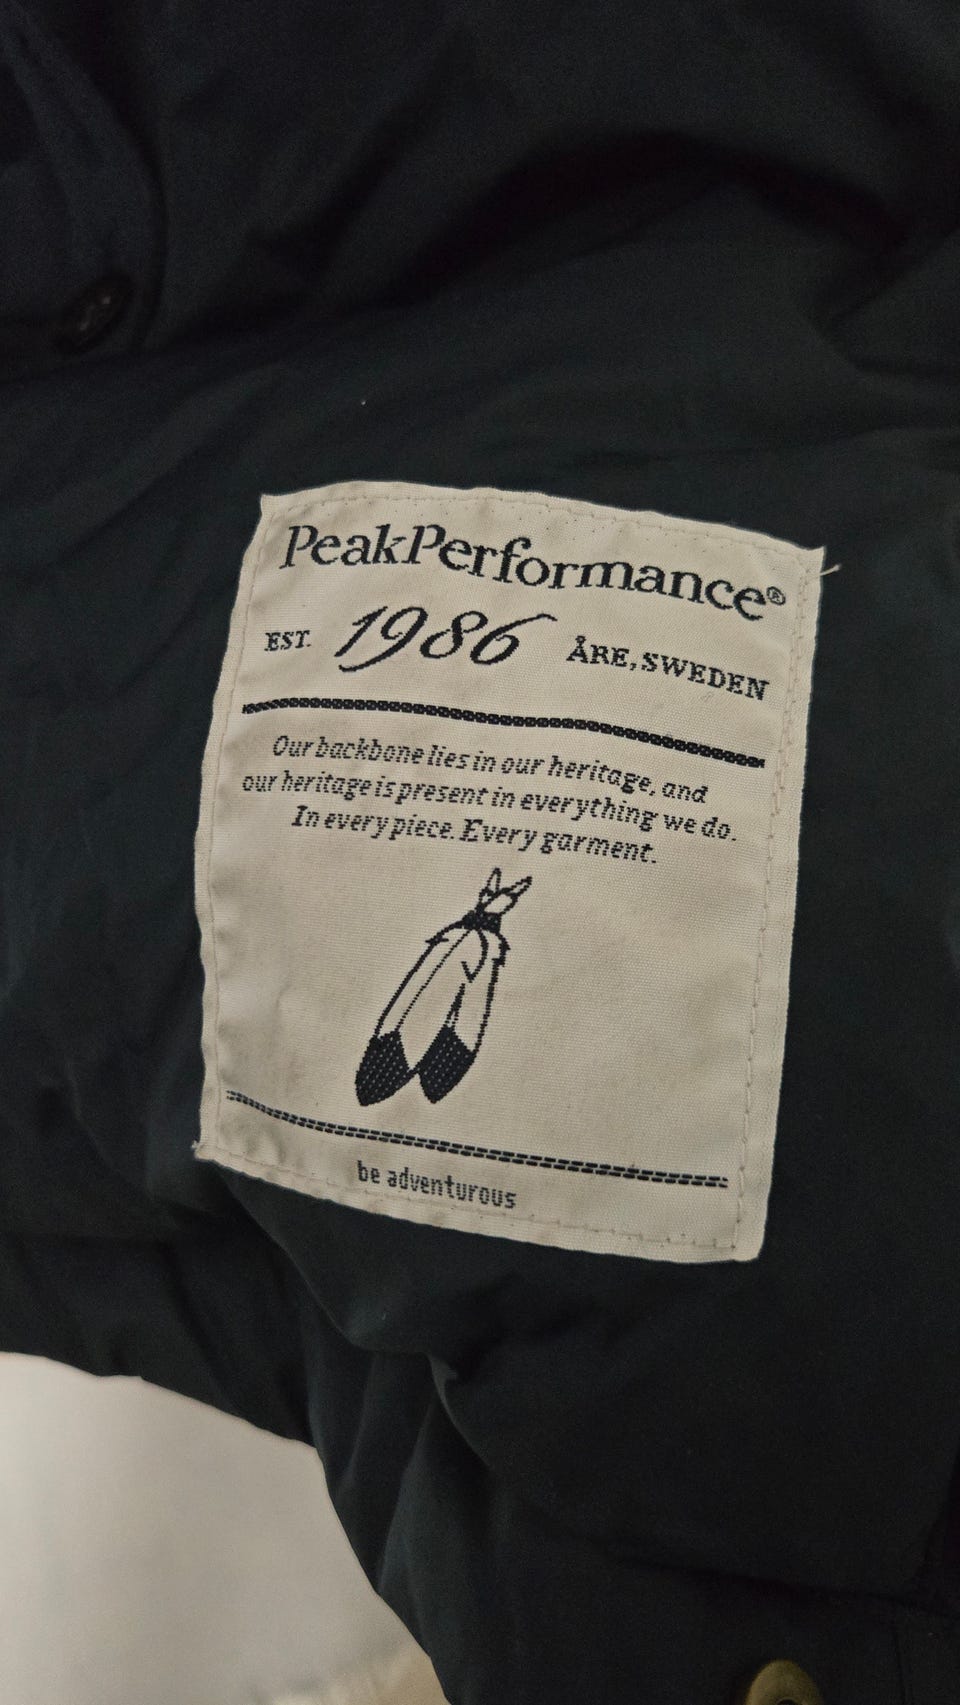 PeakPerformance®
EST. 1986 ÅRE, SWEDEN
Our backbone lies in our heritage, and
our heritage is present in everything we do.
In every piece. Every garment.
be adventurous